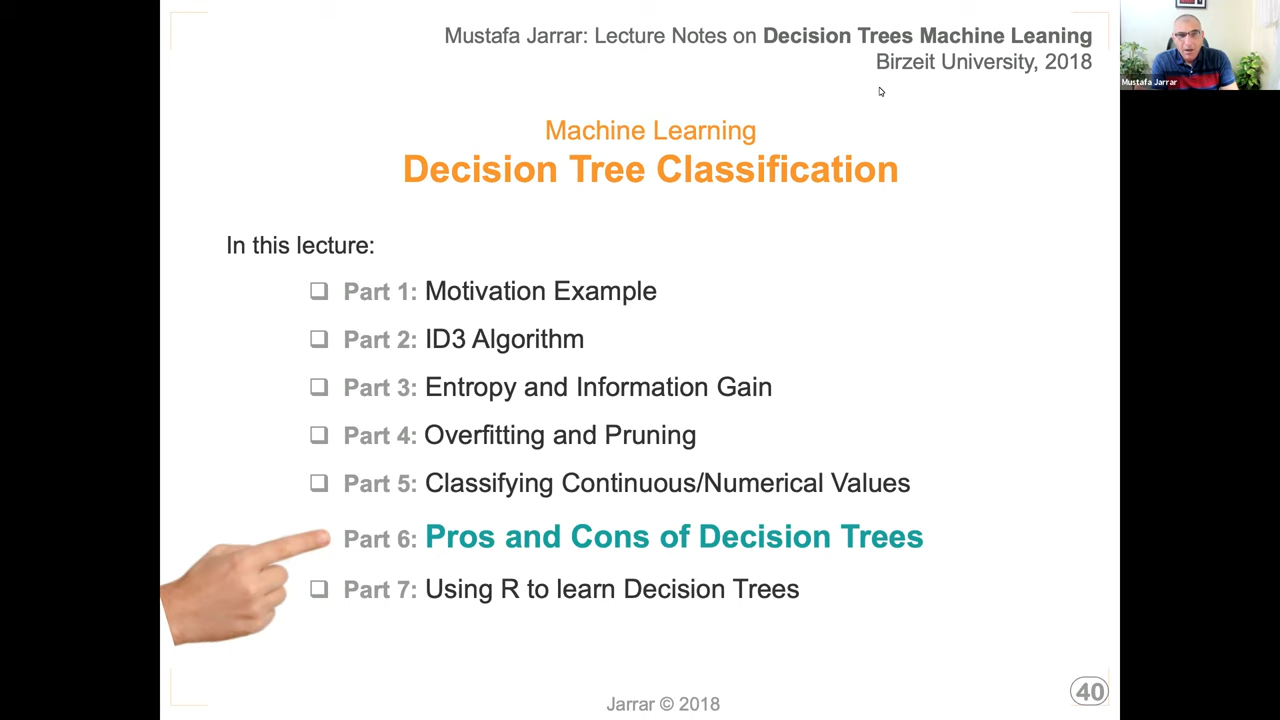 Mustafa Jarrar: Lecture Notes on Decision Trees Machine Leaning
Birzeit University, 2018
Mustafa Jarrar
Machine Learning
Decision Tree Classification
In this lecture:
Part 1: Motivation Example
Part 2: ID3 Algorithm
Part 3: Entropy and Information Gain
Part 4: Overfitting and Pruning
Part 5: Classifying Continuous/Numerical Values
Part 6: Pros and Cons of Decision Trees
Part 7: Using R to learn Decision Trees
Jarrar © 2018
40